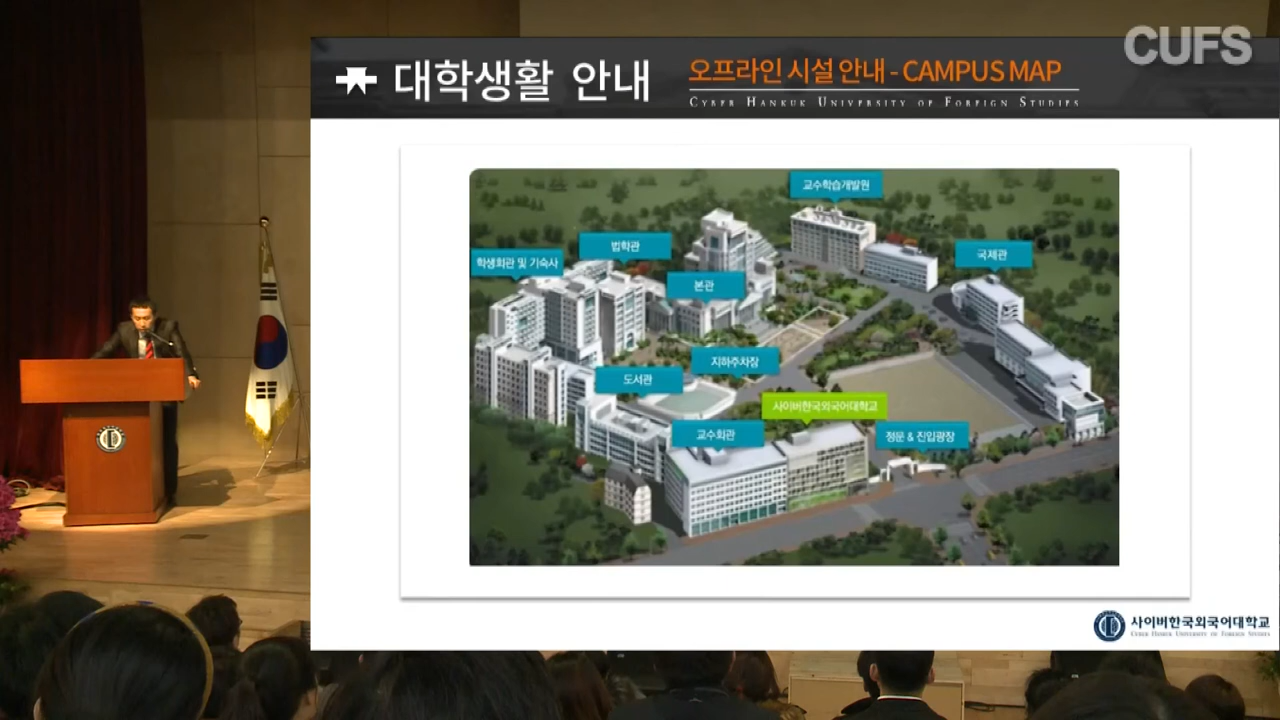 CUFS
대학생활 안내
오프라인 시설 안내 - CAMPUS MAP
CYBER HANKUK UNIVERSITY OF FOREIGN STUDIES
교수학습개발원
법학관
국제관
학생회관 및 기숙사
본관
지하주차장
도서관
사이버한국외국어대학교
교수회관
정문 & 진입광장
사이버한국외국어대학교
CYBER HANKUK UNIVERSITY OF FOREIGN STUDIES